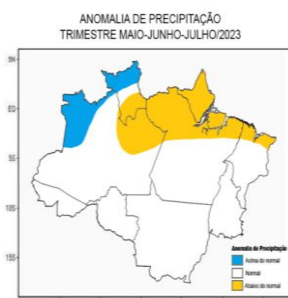 ANOMALIA DE PRECIPITAÇÃO
TRIMESTRE MAIO-JUNHO-JULHO/2023
5N
EQ
5S
10S
15S
Anomalia de Precipitação
Acima do normal
Normal
Abaixo do normal